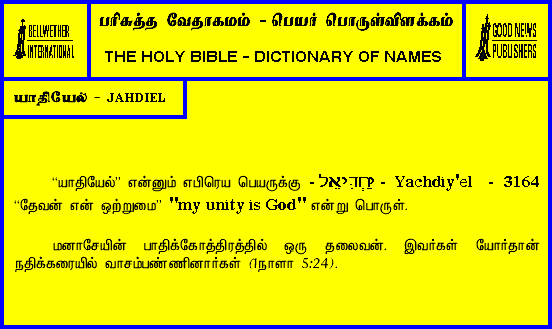 BELLWETHER
INTERNATIONAL
பரிசுத்த வேதாகமம் - பெயர் பொருள்விளக்கம்
THE HOLY BIBLE – DICTIONARY OF NAMES
GOOD NEWS
PUBLISHERS
யாதியேல் - JAHDIEL
“யாதியேல்” என்னும் எபிரெய பெயருக்கு - יַחְדִּיאֵל - Yachdiy'el - 3164
“தேவன் என் ஒற்றுமை” "my unity is God" என்று பொருள்.
மனாசேயின் பாதிக்கோத்திரத்தில் ஒரு தலைவன். இவர்கள் யோர்தான்
நதிக்கரையில் வாசம்பண்ணினார்கள் (1நாளா 5:24).